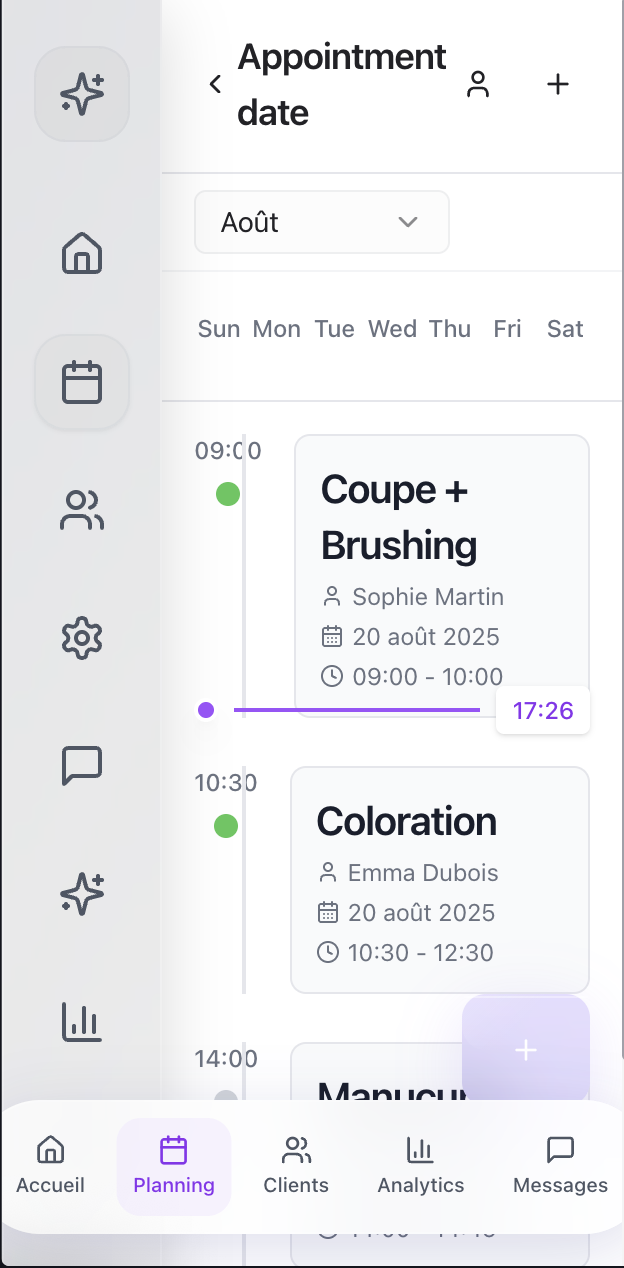 Appointment
date
Août
Sun Mon Tue Wed Thu Fri Sat
09:00
Coupe +
Brushing
Sophie Martin
20 août 2025
09:00 - 10:00
17:26
10:30
Coloration
Emma Dubois
20 août 2025
10:30 - 12:30
14:00
Accueil
Planning
Clients
Analytics
Messages